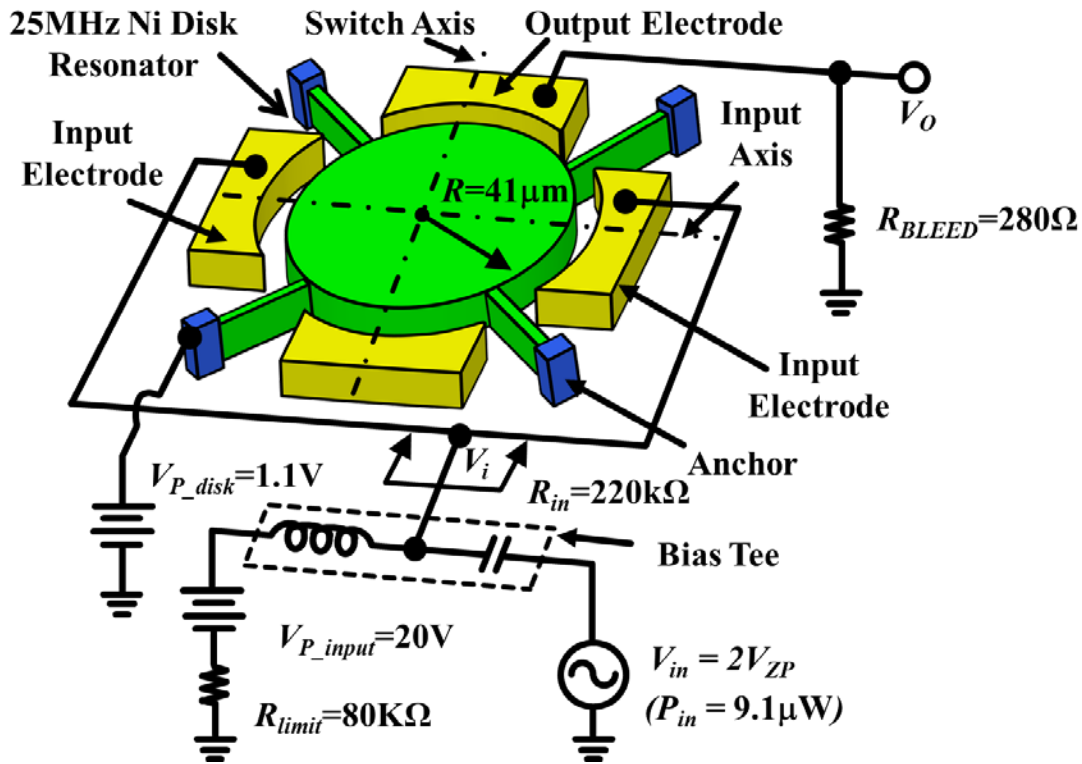 25MHz Ni Disk
Resonator
Switch Axis
Output Electrode
V_O
Input
Electrode
Input
Axis
R=41μm
R_BLEED=280Ω
Input
Electrode
Anchor
V_i
V_P_disk=1.1V
R_in=220kΩ
Bias Tee
V_P_input=20V
V_in = 2V_ZP
(P_in = 9.1μW)
R_limit=80KΩ